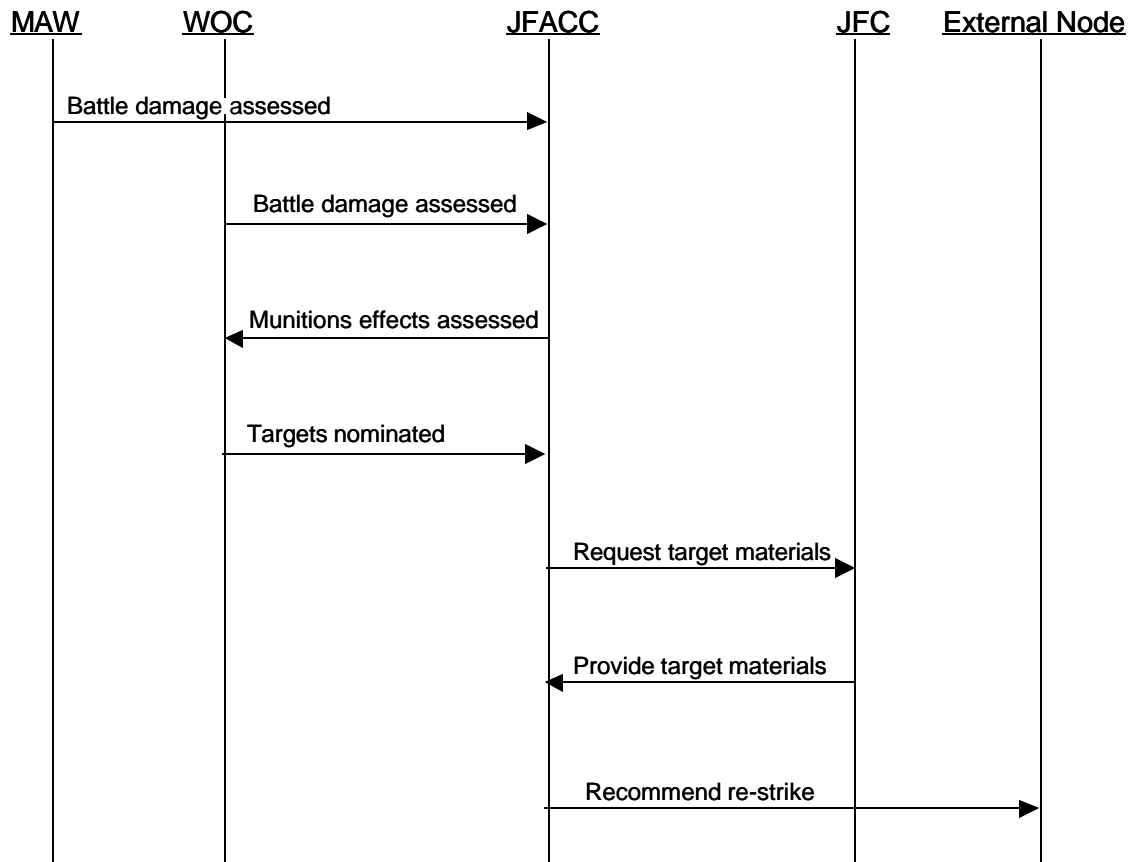 MAW WOC JFACC JFC External Node
Battle damage assessed
Battle damage assessed
Munitions effects assessed
Targets nominated
Request target materials
Provide target materials
Recommend re-strike